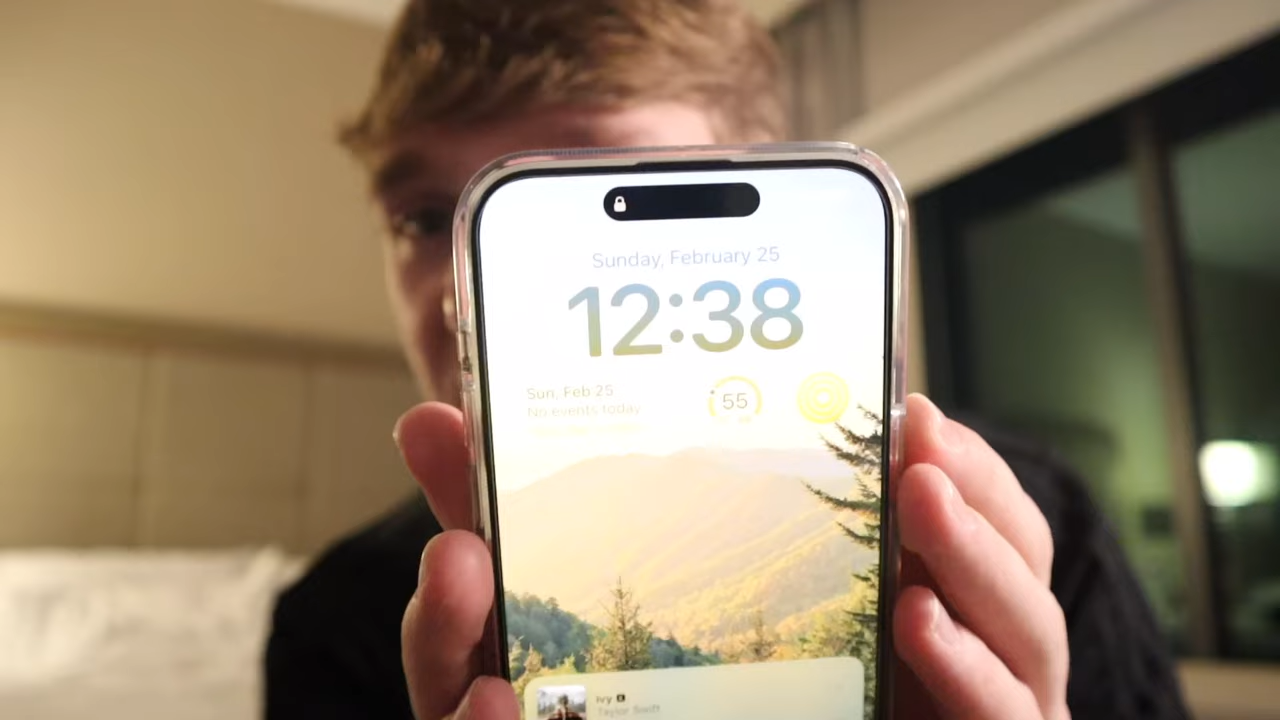 Sunday, February 25
12:38
Sun, Feb 25
No events today
55
Ivy E
Taylor Swift